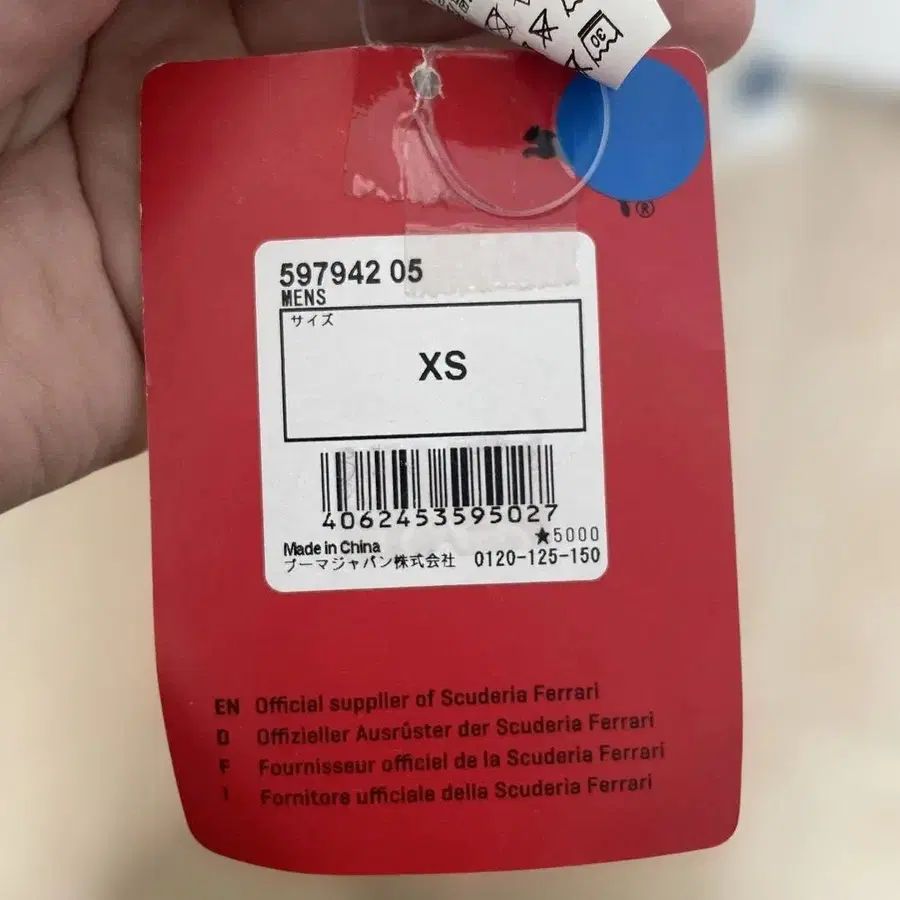 30
®
597942 05
MENS
サイズ
XS
4062453595027
★5000
Made in China
プーマジャパン株式会社 0120-125-150
EN Official supplier of Scuderia Ferrari
D Offizieller Ausrüster der Scuderia Ferrari
F Fournisseur officiel de la Scuderia Ferrari
I Fornitore ufficiale della Scuderia Ferrari